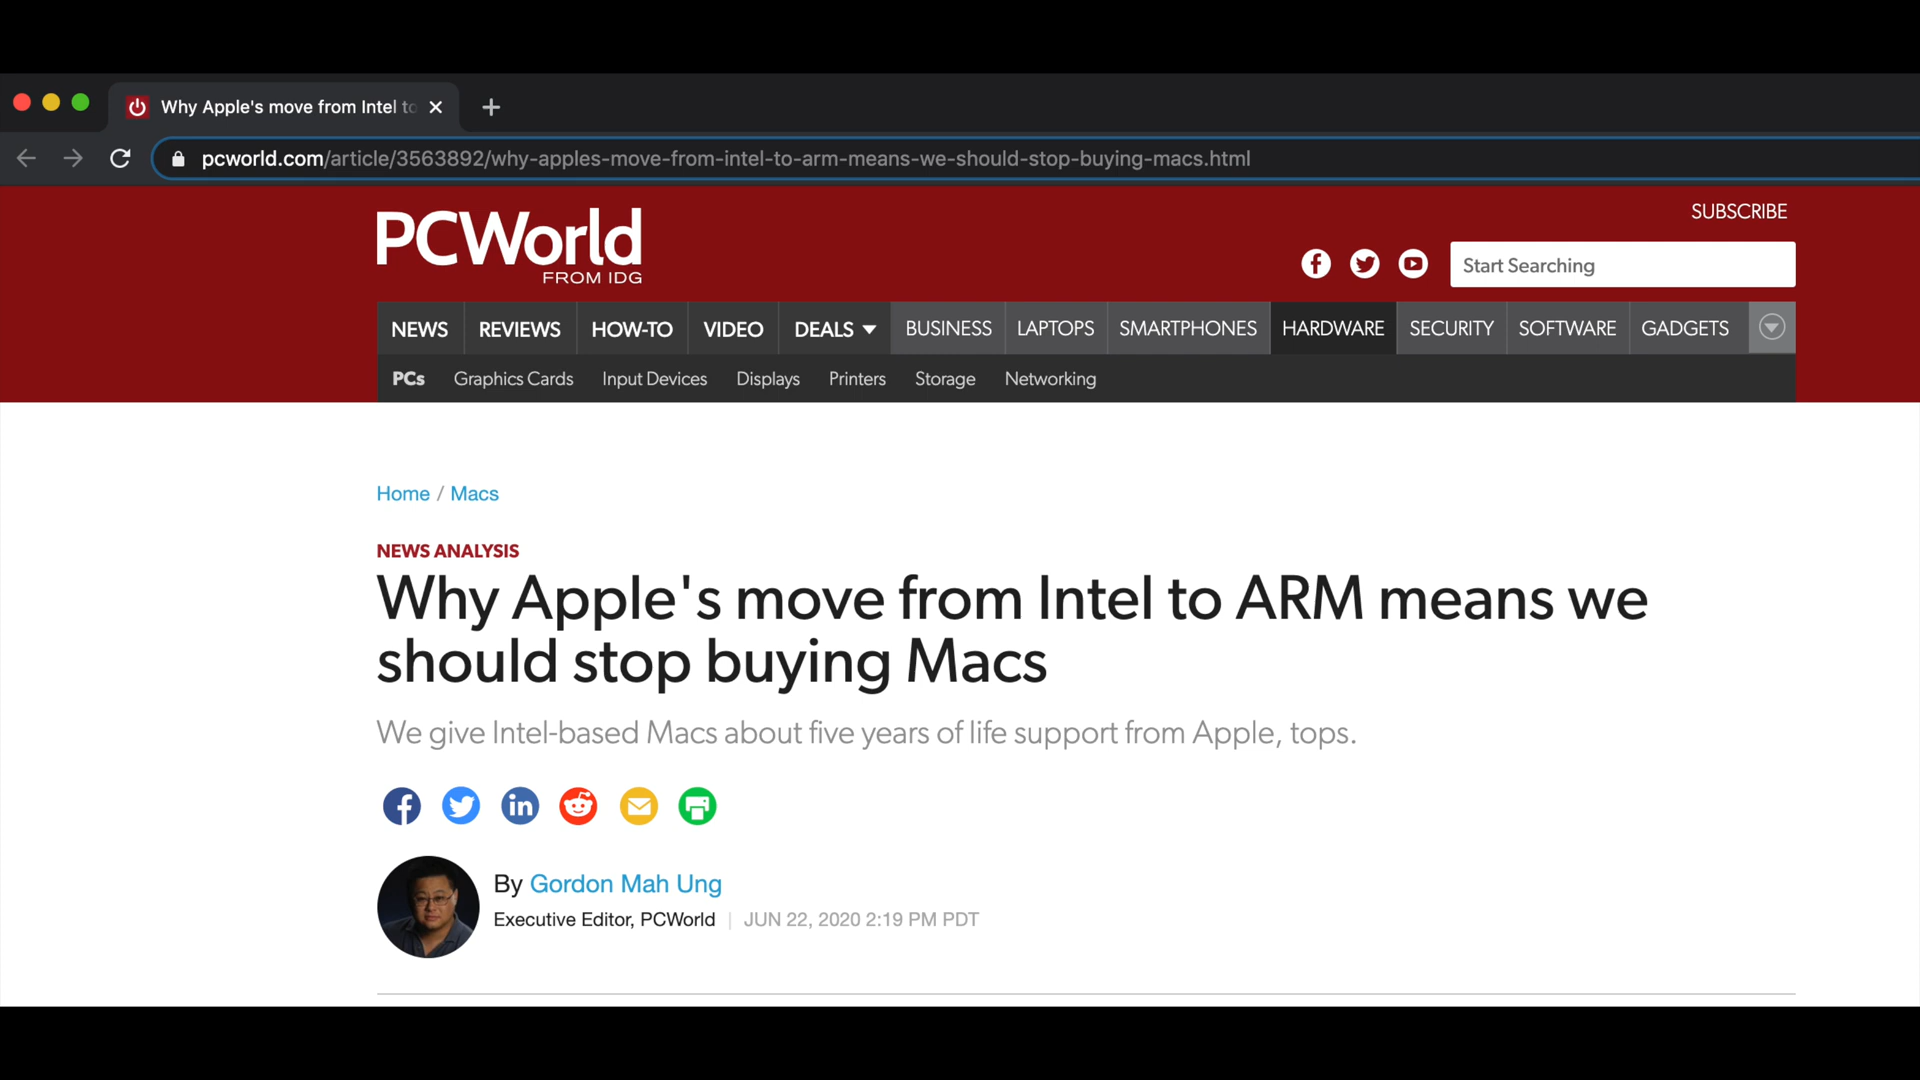 Why Apple's move from Intel to
pcworld.com/article/3563892/why-apples-move-from-intel-to-arm-means-we-should-stop-buying-macs.html
SUBSCRIBE
PCWorld
FROM IDG
Start Searching
NEWS REVIEWS HOW-TO VIDEO DEALS BUSINESS LAPTOPS SMARTPHONES HARDWARE SECURITY SOFTWARE GADGETS
PCs Graphics Cards Input Devices Displays Printers Storage Networking
Home / Macs
NEWS ANALYSIS
Why Apple's move from Intel to ARM means we
should stop buying Macs
We give Intel-based Macs about five years of life support from Apple, tops.
By Gordon Mah Ung
Executive Editor, PCWorld | JUN 22, 2020 2:19 PM PDT